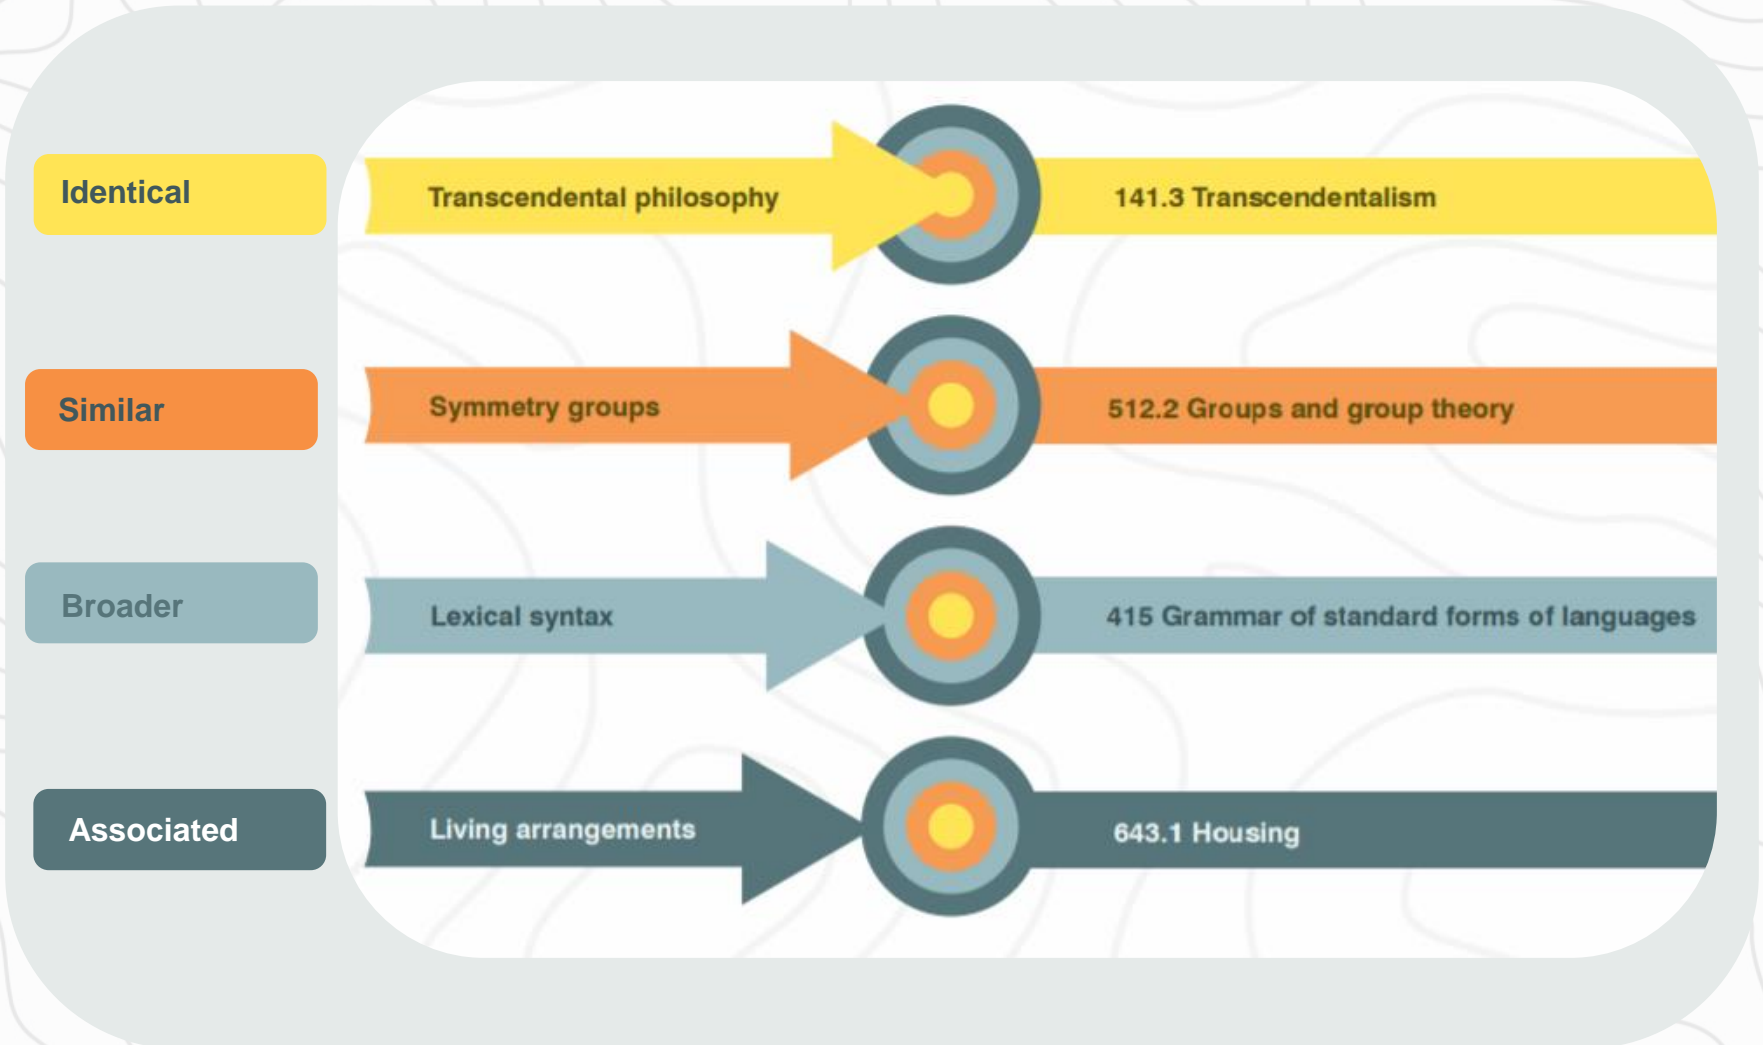 Identical
Transcendental philosophy
141.3 Transcendentalism
Similar
Symmetry groups
512.2 Groups and group theory
Broader
Lexical syntax
415 Grammar of standard forms of languages
Associated
Living arrangements
643.1 Housing